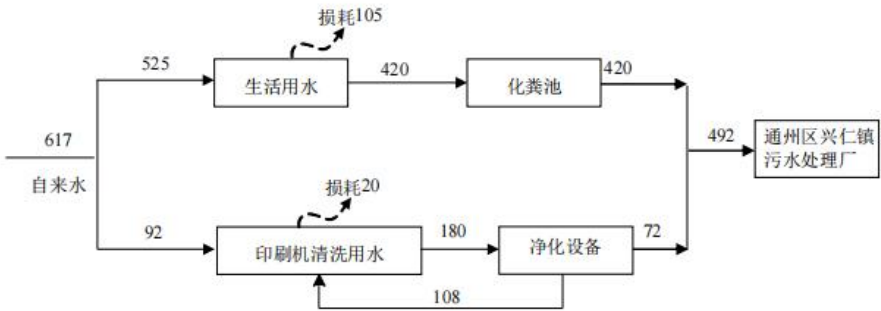 损耗105
525
生活用水
420
化粪池
420
617
自来水
492
通州区兴仁镇
污水处理厂
损耗20
92
印刷机清洗用水
180
净化设备
72
108